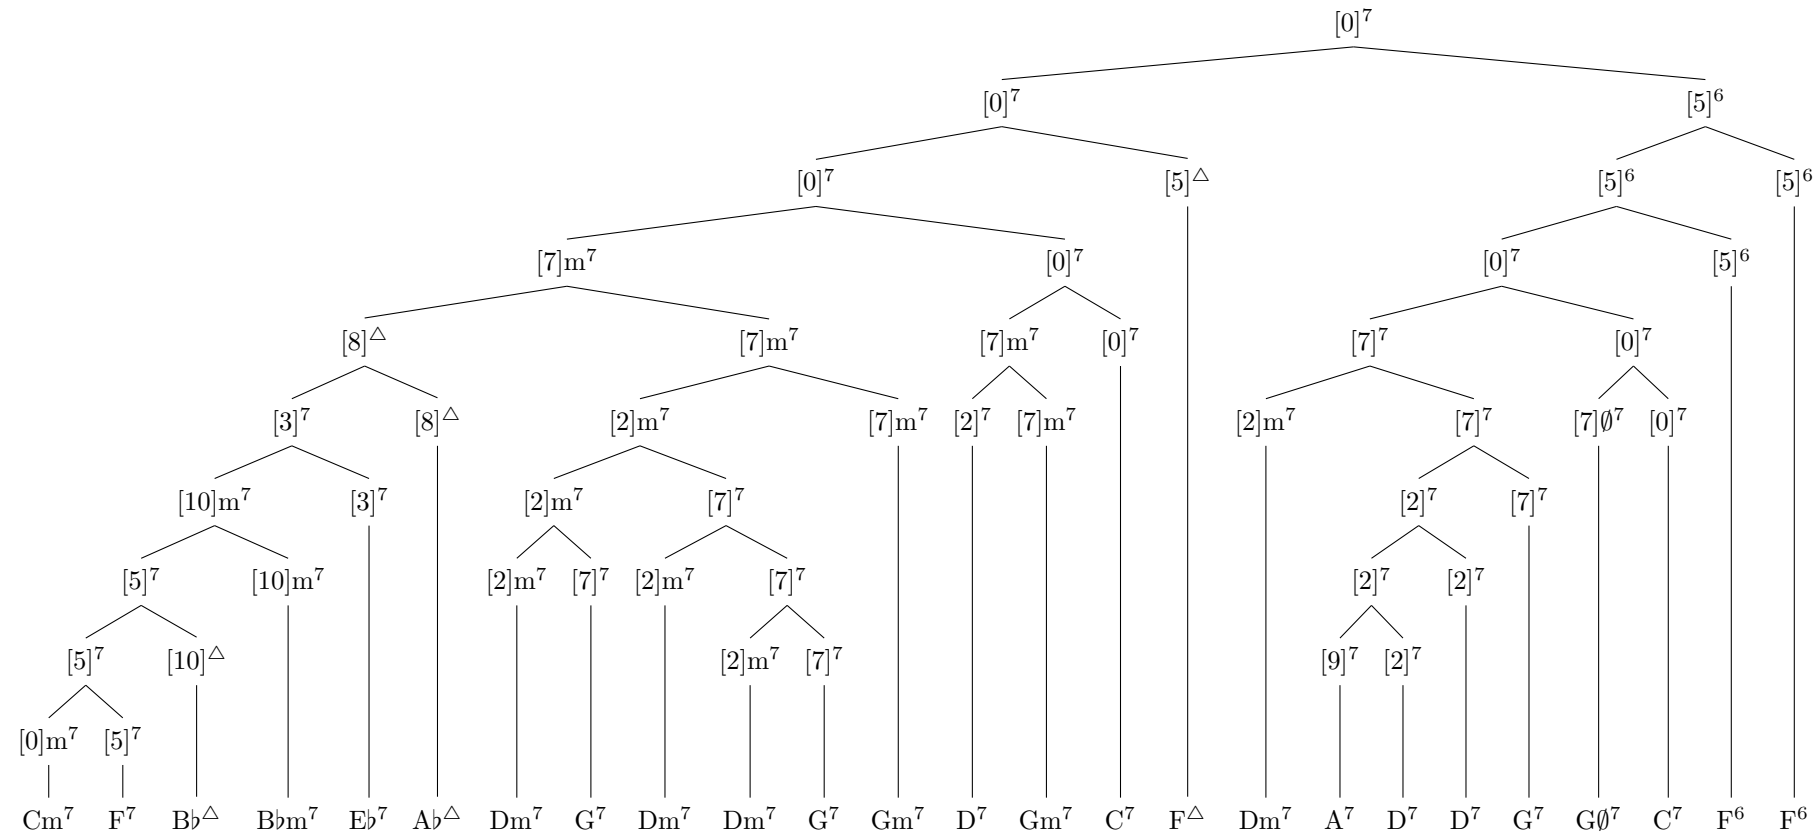 [0]⁷
[0]⁷ [5]⁶
[0]⁷ [5]△ [5]⁶ [5]⁶
[7]m⁷ [0]⁷ [0]⁷ [5]⁶
[8]△ [7]m⁷ [7]m⁷ [0]⁷ [7]⁷ [0]⁷
[3]⁷ [8]△ [2]m⁷ [7]m⁷ [2]⁷ [7]m⁷ [2]m⁷ [7]⁷ [7]∅⁷ [0]⁷
[10]m⁷ [3]⁷ [2]m⁷ [7]⁷ [2]⁷ [7]⁷
[5]⁷ [10]m⁷ [2]m⁷ [7]⁷ [2]m⁷ [7]⁷ [2]⁷ [2]⁷
[5]⁷ [10]△ [2]m⁷ [7]⁷ [9]⁷ [2]⁷
[0]m⁷ [5]⁷
Cm⁷ F⁷ B♭△ B♭m⁷ E♭⁷ A♭△ Dm⁷ G⁷ Dm⁷ Dm⁷ G⁷ Gm⁷ D⁷ Gm⁷ C⁷ F△ Dm⁷ A⁷ D⁷ D⁷ G⁷ G∅⁷ C⁷ F⁶ F⁶